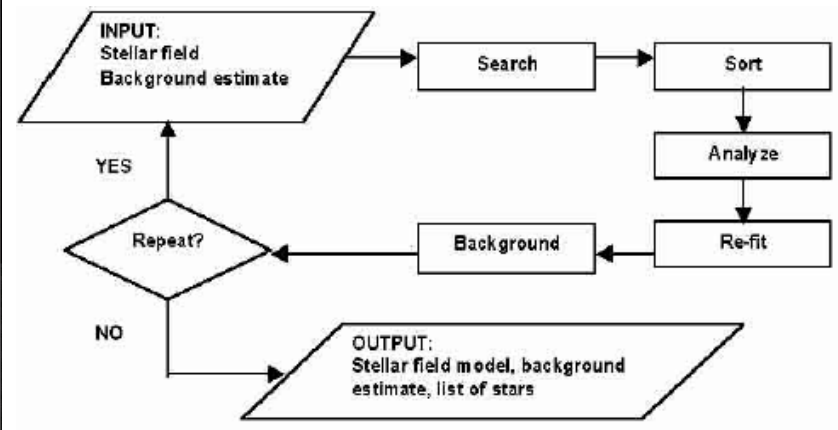 INPUT:
Stellar field
Background estimate
Search
Sort
Analyze
Re-fit
Background
Repeat?
YES
NO
OUTPUT:
Stellar field model, background
estimate, list of stars